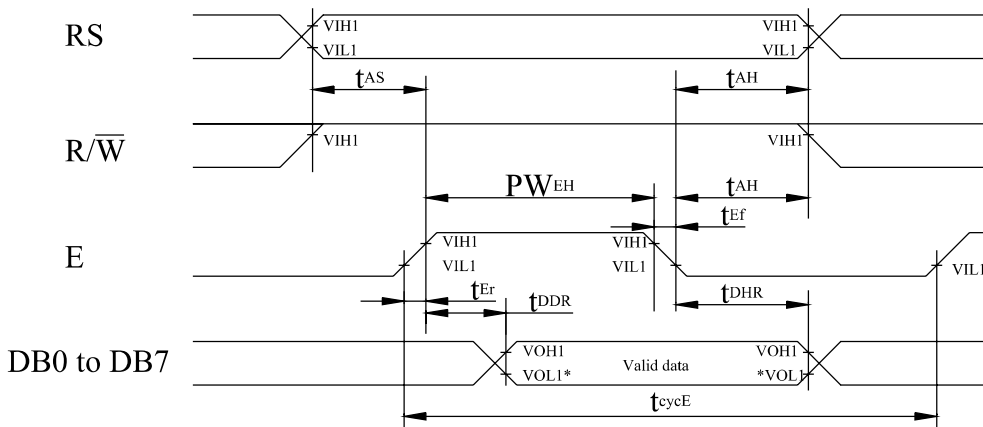 RS
VIH1
VIL1
VIH1
VIL1
tAS
tAH
R/W̅
VIH1
VIH1
PWEH
tAH
tEf
E
VIH1
VIL1
VIH1
VIL1
VIL1
tEr
tDDR
tDHR
DB0 to DB7
VOH1
VOL1*
Valid data
VOH1
*VOL1
tcycE